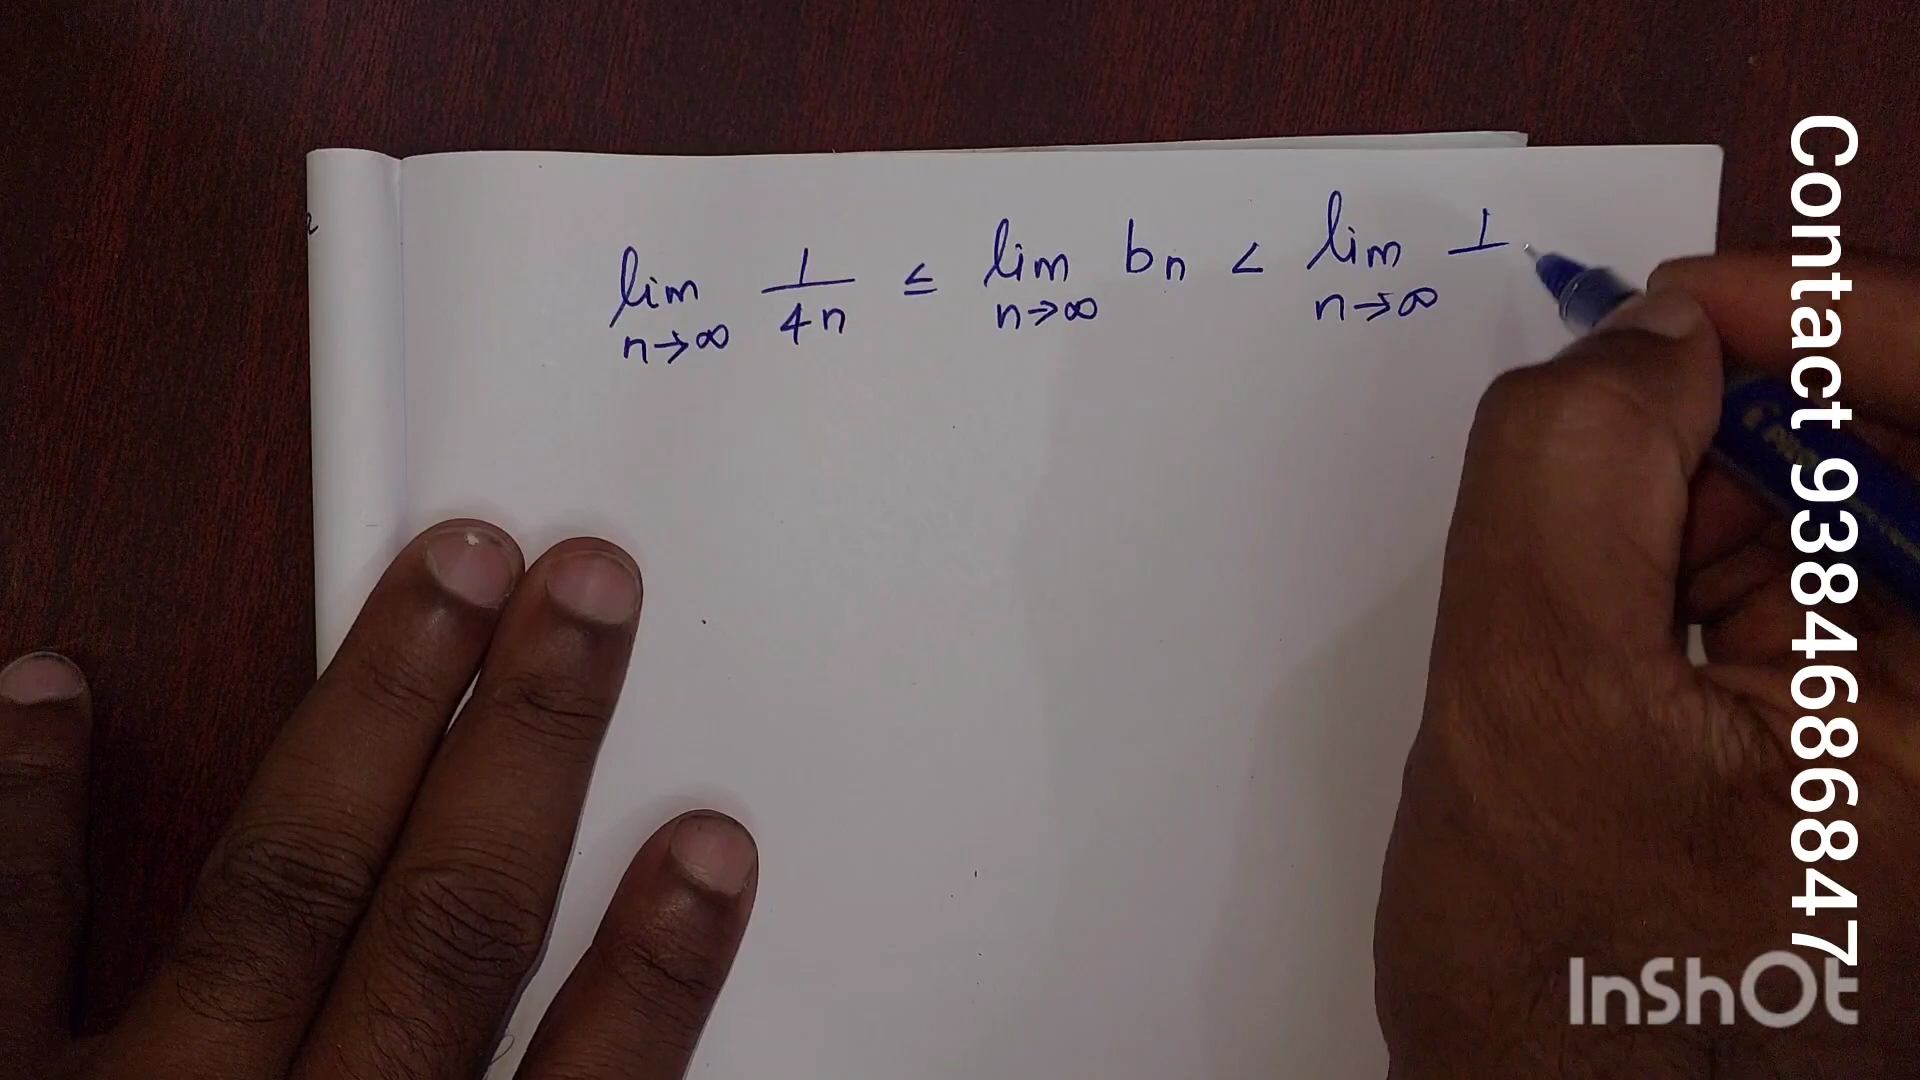 lim n→∞ 1/4n ≤ lim n→∞ bn < lim n→∞ 1
Contact 9384686847
InShOt